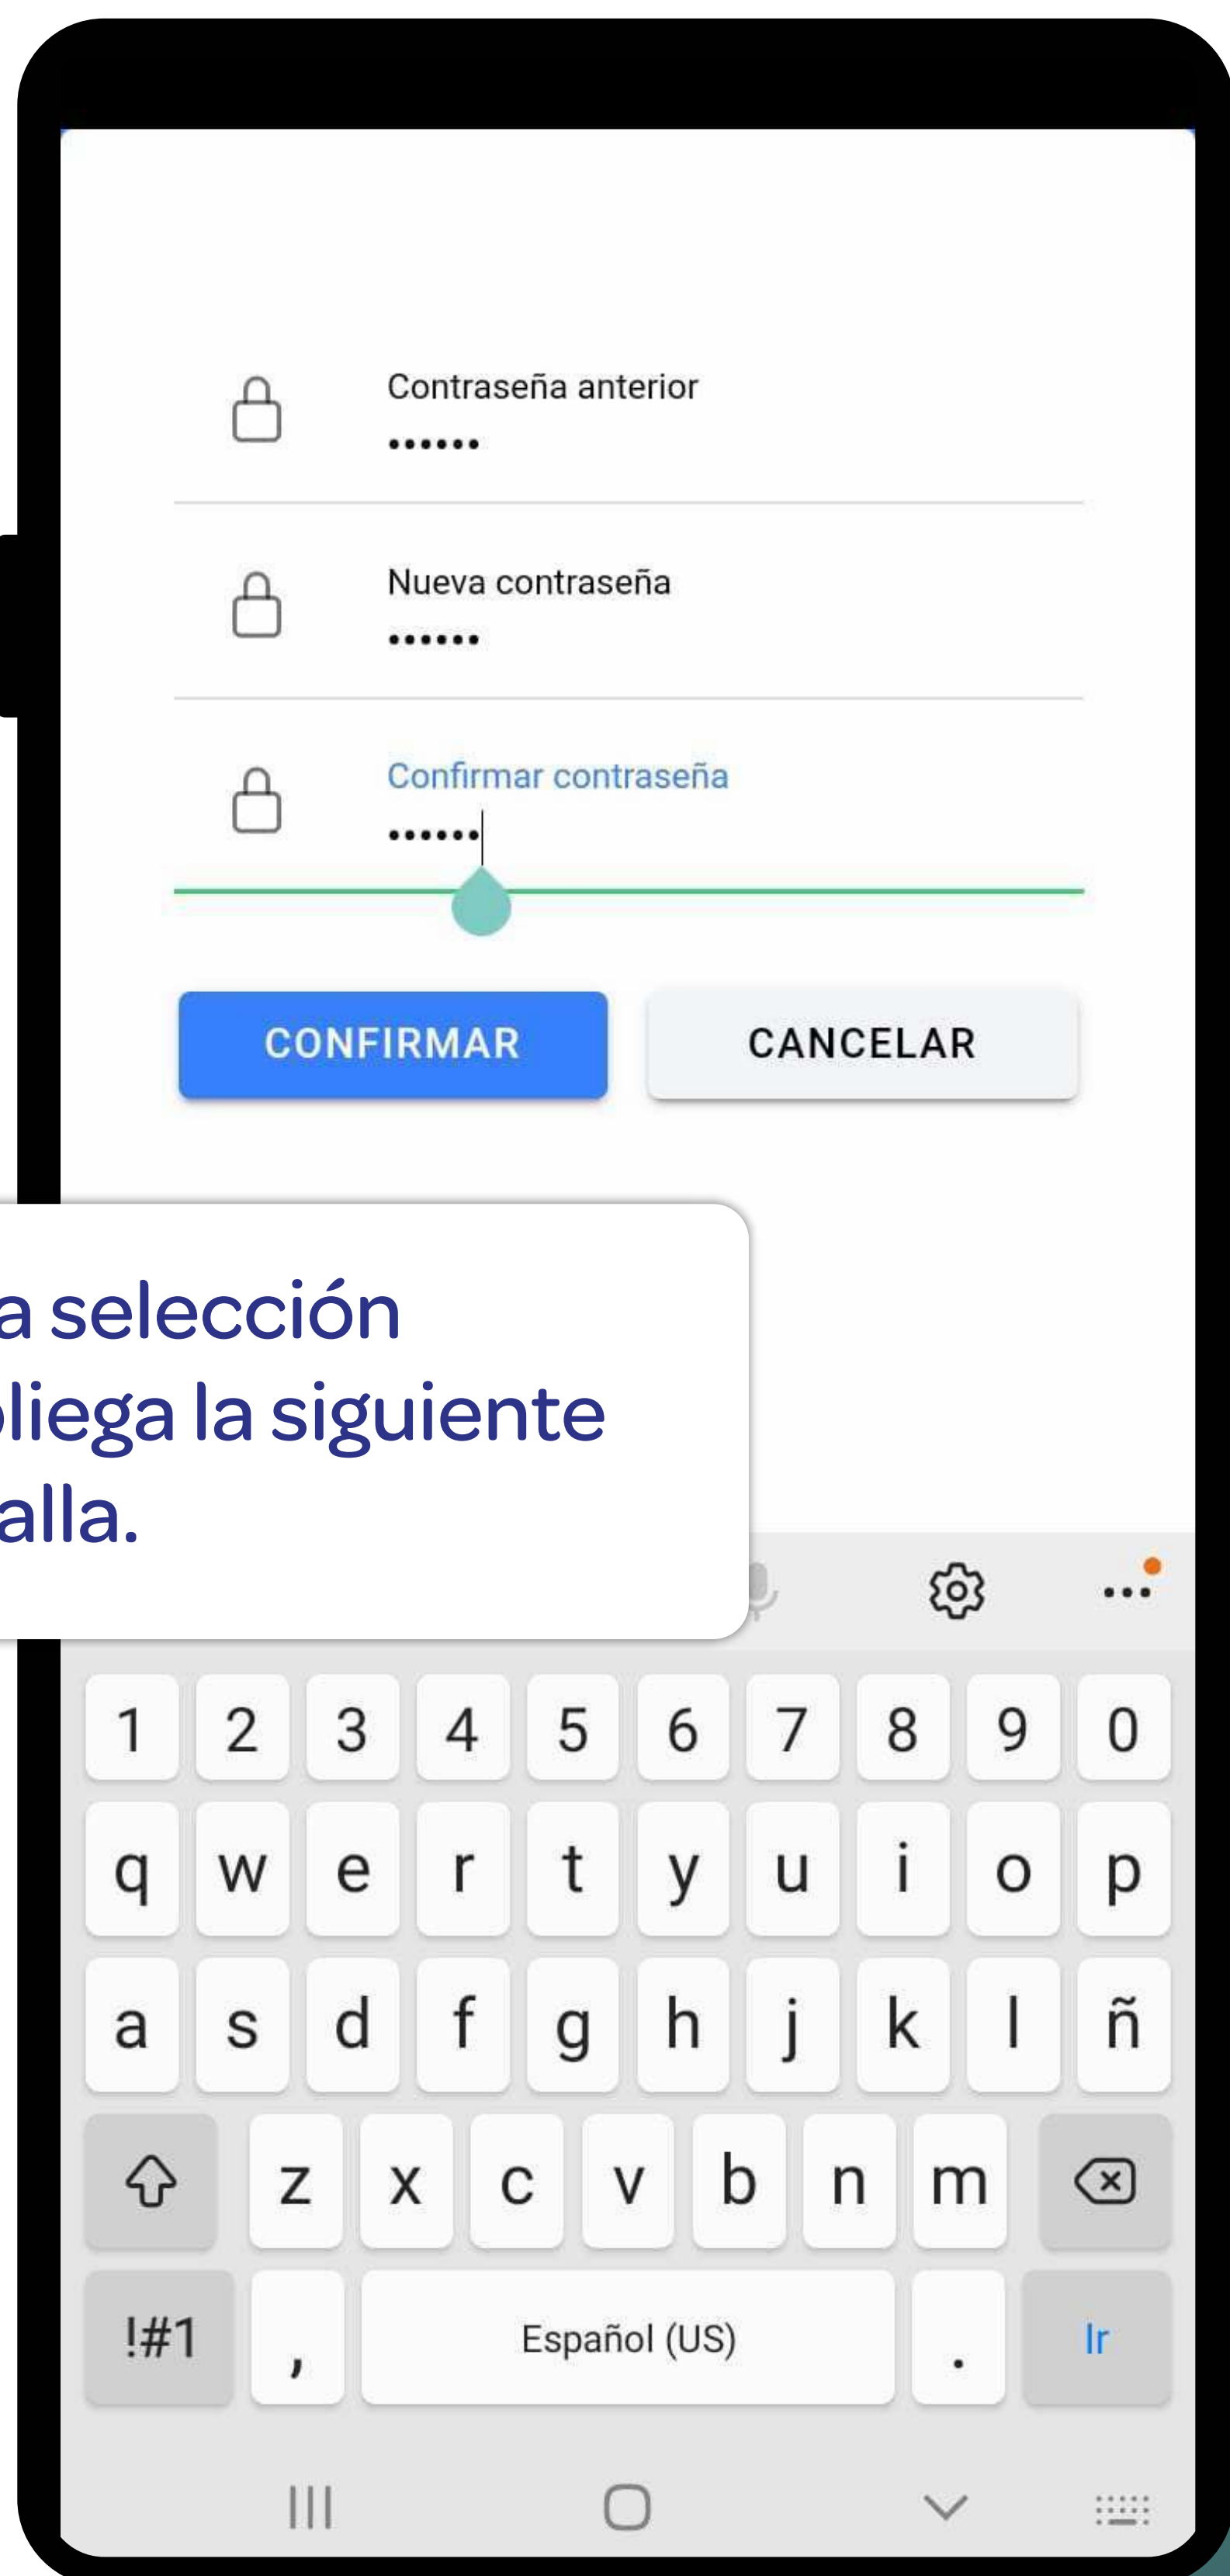 Contraseña anterior
••••••
Nueva contraseña
••••••
Confirmar contraseña
••••••
CONFIRMAR
CANCELAR
a selección
liega la siguiente
alla.
1 2 3 4 5 6 7 8 9 0
q w e r t y u i o p
a s d f g h j k l ñ
z x c v b n m
!#1 , Español (US) . Ir